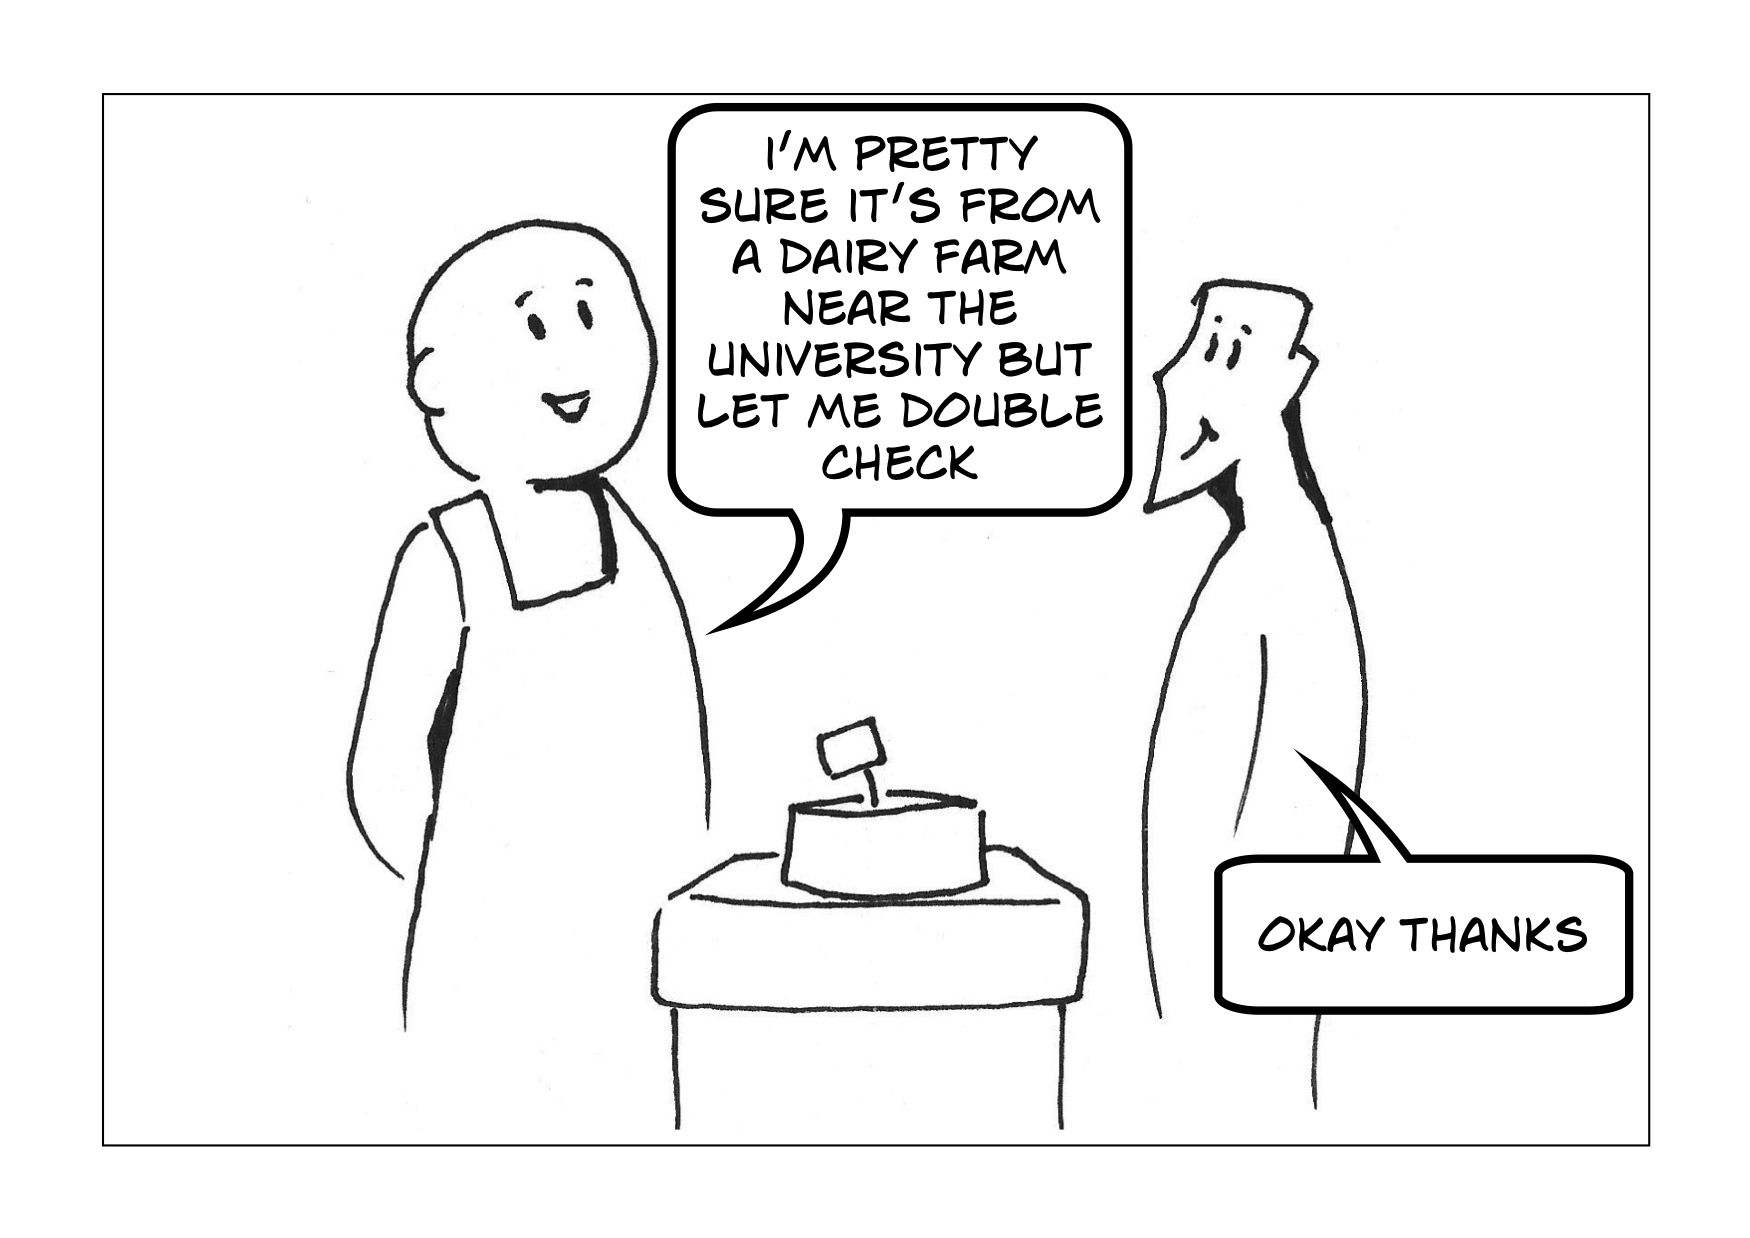 I'M PRETTY
SURE IT'S FROM
A DAIRY FARM
NEAR THE
UNIVERSITY BUT
LET ME DOUBLE
CHECK
OKAY THANKS